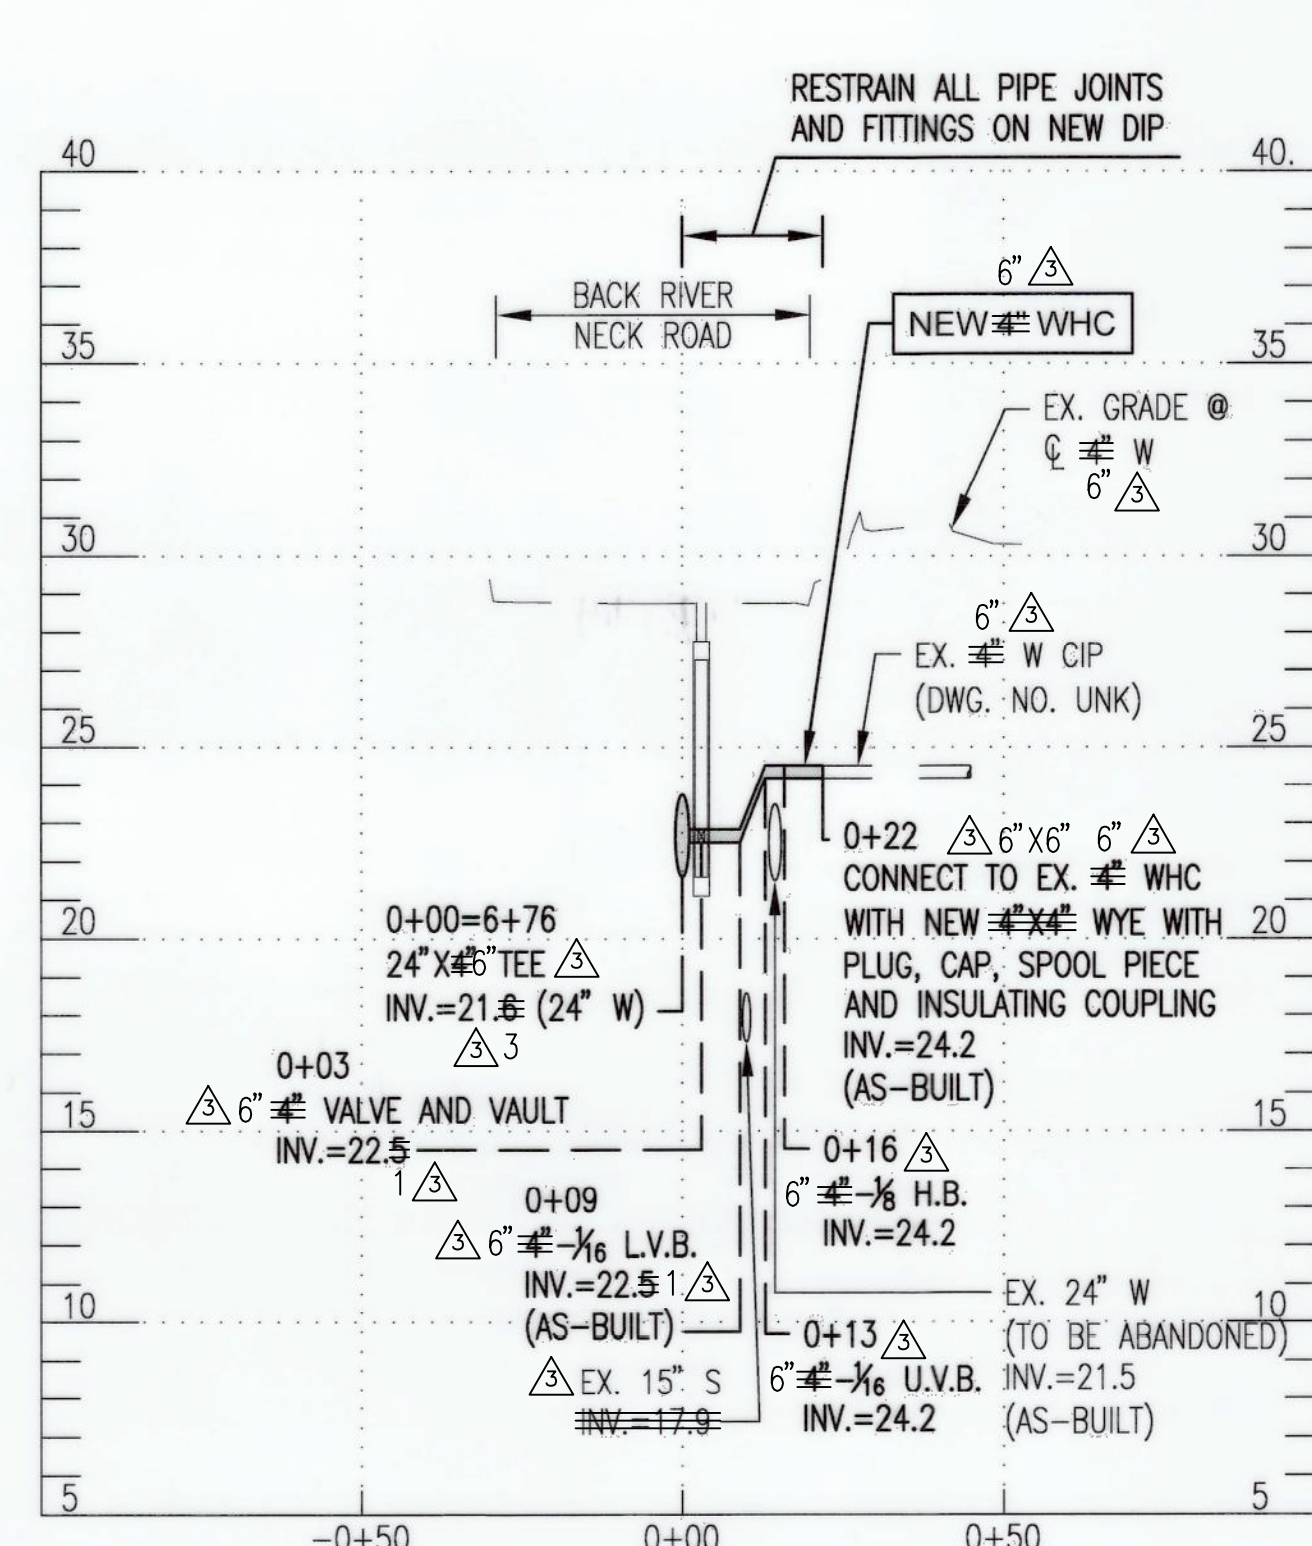 RESTRAIN ALL PIPE JOINTS
AND FITTINGS ON NEW DIP
40
40.
6" 3
BACK RIVER
NECK ROAD
NEW 4" WHC
35
35
EX. GRADE @
℄ 4" W
6" 3
30
30
6" 3
EX. 4" W CIP
(DWG. NO. UNK)
25
25
0+22 3 6"X6" 6" 3
CONNECT TO EX. 4" WHC
WITH NEW 4"X4" WYE WITH
PLUG, CAP, SPOOL PIECE
AND INSULATING COUPLING
INV.=24.2
(AS-BUILT)
0+00=6+76
24"X4"6"TEE 3
INV.=21.6 (24" W)
3 3
20
20
0+03
3 6" 4" VALVE AND VAULT
INV.=22.5
1 3
15
15
0+16 3
6" 4"-1/8 H.B.
INV.=24.2
0+09
3 6" 4"-1/16 L.V.B.
INV.=22.5 1 3
(AS-BUILT)
EX. 24" W
(TO BE ABANDONED)
INV.=21.5
(AS-BUILT)
10
10
0+13 3
6" 4"-1/16 U.V.B.
INV.=24.2
3 EX. 15" S
INV.=17.9
5
5
-0+50
0+00
0+50